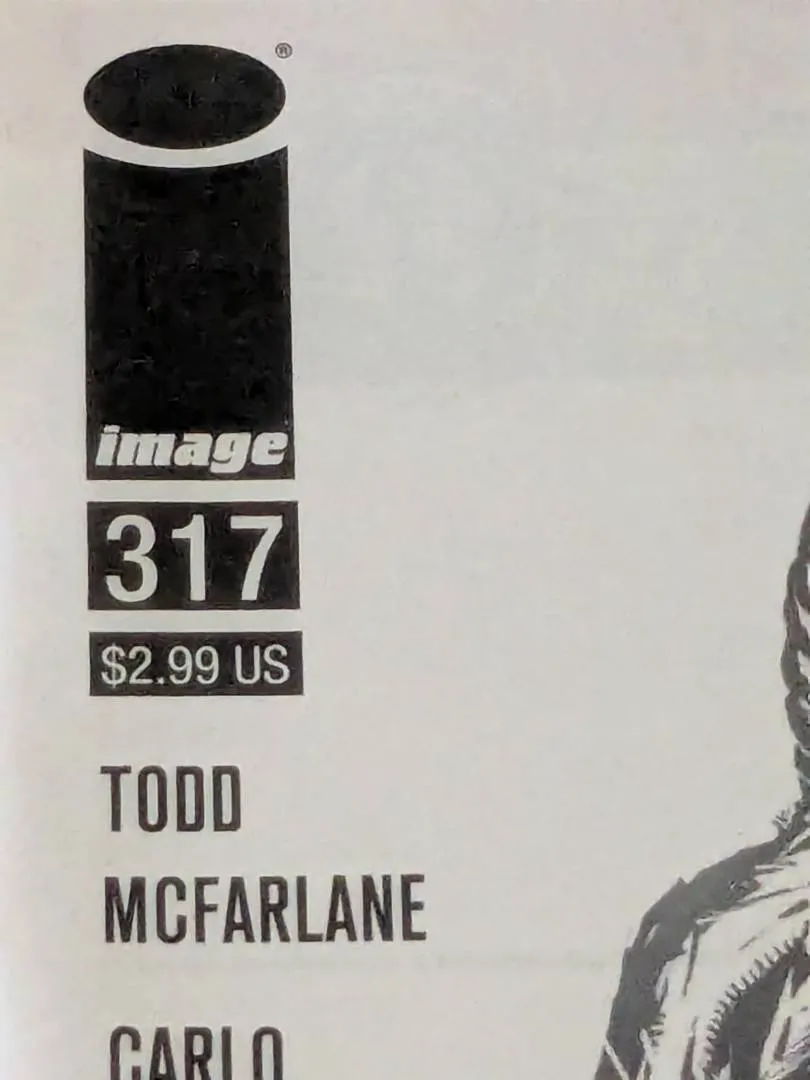 ®
image
317
$2.99 US
TODD
MCFARLANE
CARLO